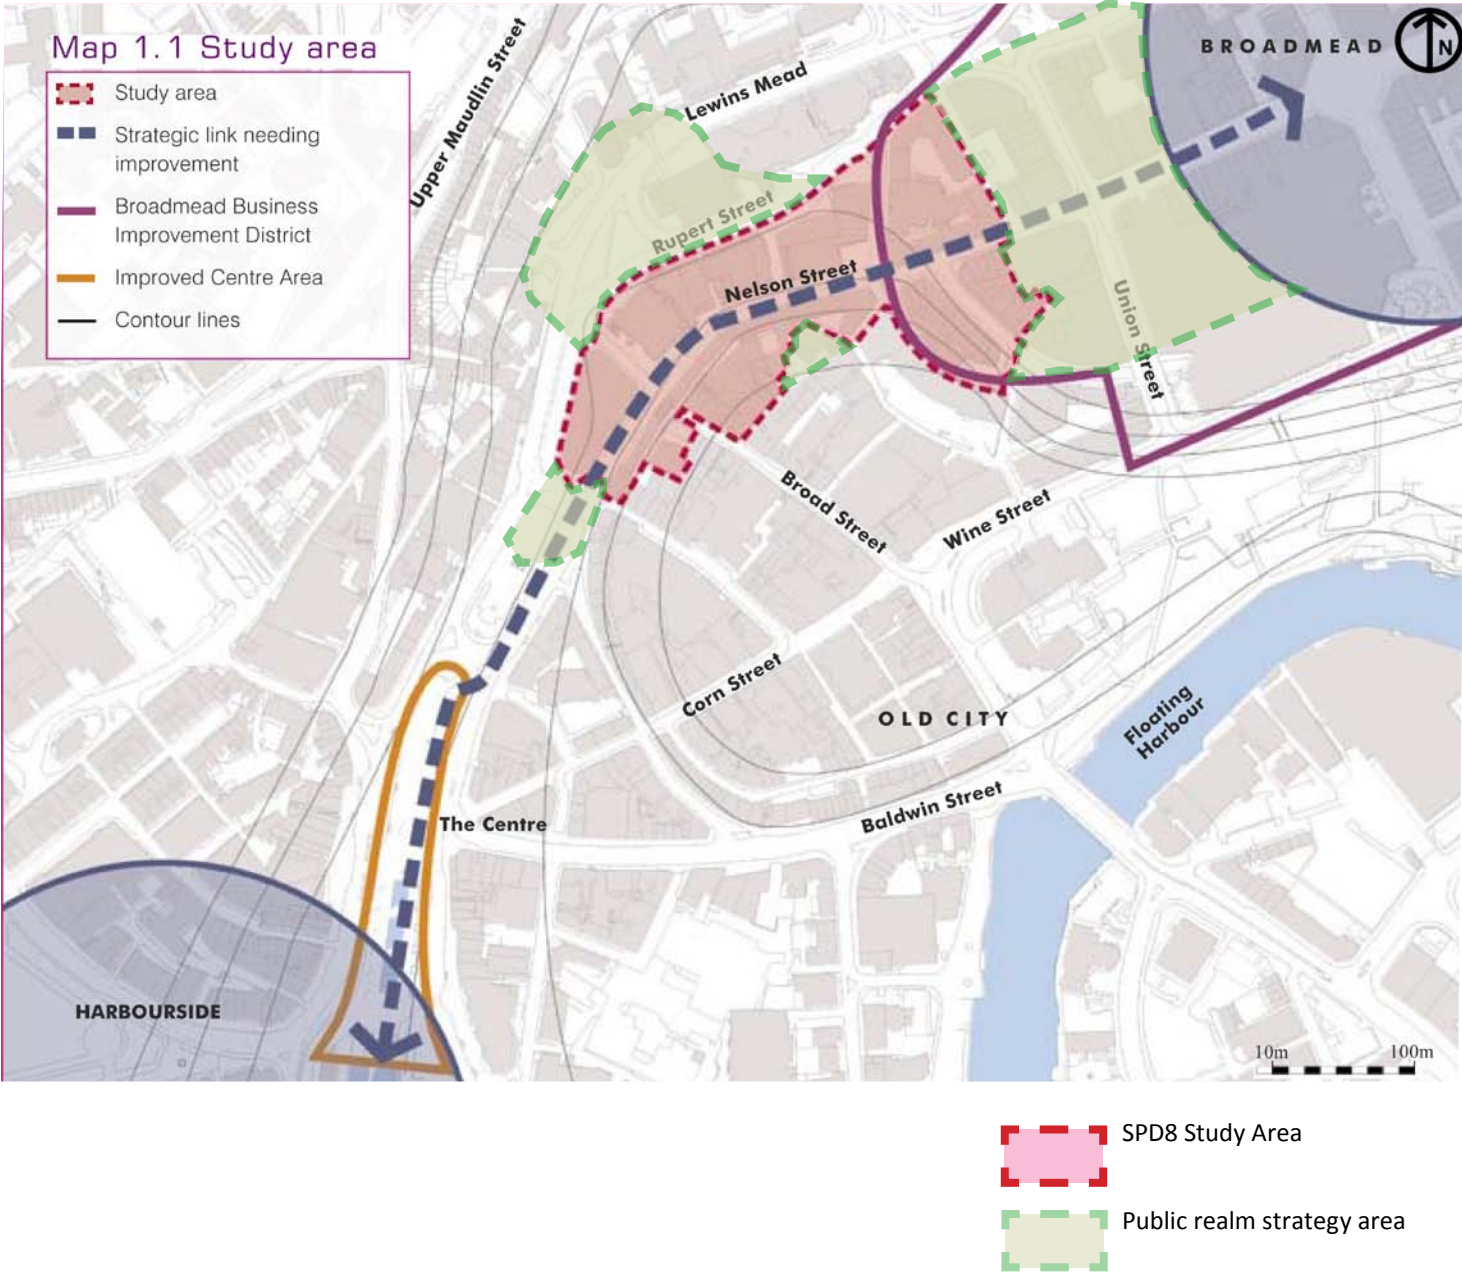 Map 1.1 Study area
Study area
Strategic link needing
improvement
Broadmead Business
Improvement District
Improved Centre Area
Contour lines
Upper Maudlin Street
Lewins Mead
BROADMEAD
N
Rupert Street
Nelson Street
Union Street
Broad Street
Wine Street
Corn Street
OLD CITY
Floating
Harbour
Baldwin Street
The Centre
HARBOURSIDE
10m 100m
SPD8 Study Area
Public realm strategy area